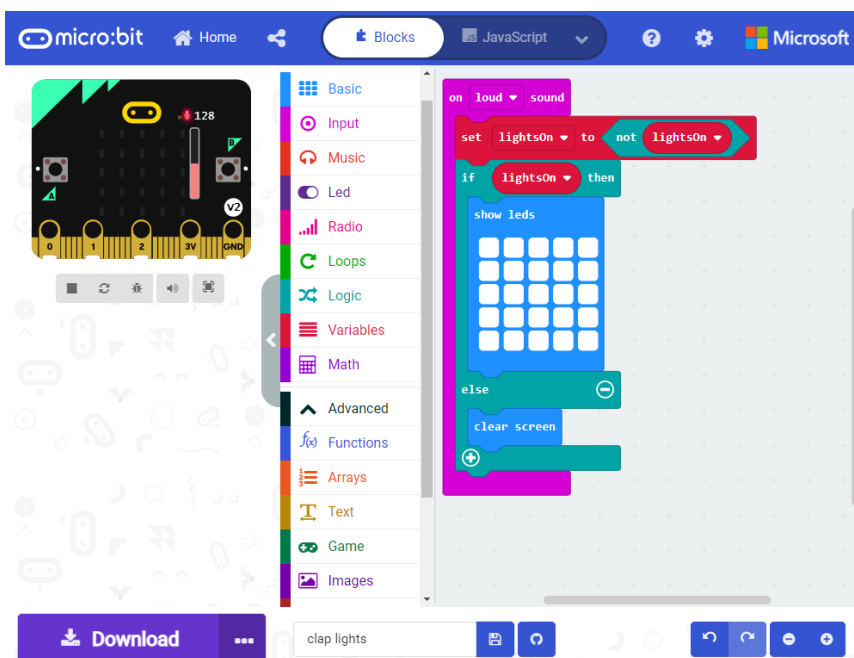 micro:bit Home Blocks JavaScript Microsoft
128
B
A
V2
0 1 2 3V GND
Basic
Input
Music
Led
Radio
Loops
Logic
Variables
Math
Advanced
f(x) Functions
Arrays
Text
Game
Images
on loud sound
set lightsOn to not lightsOn
if lightsOn then
show leds
else
clear screen
Download
clap lights